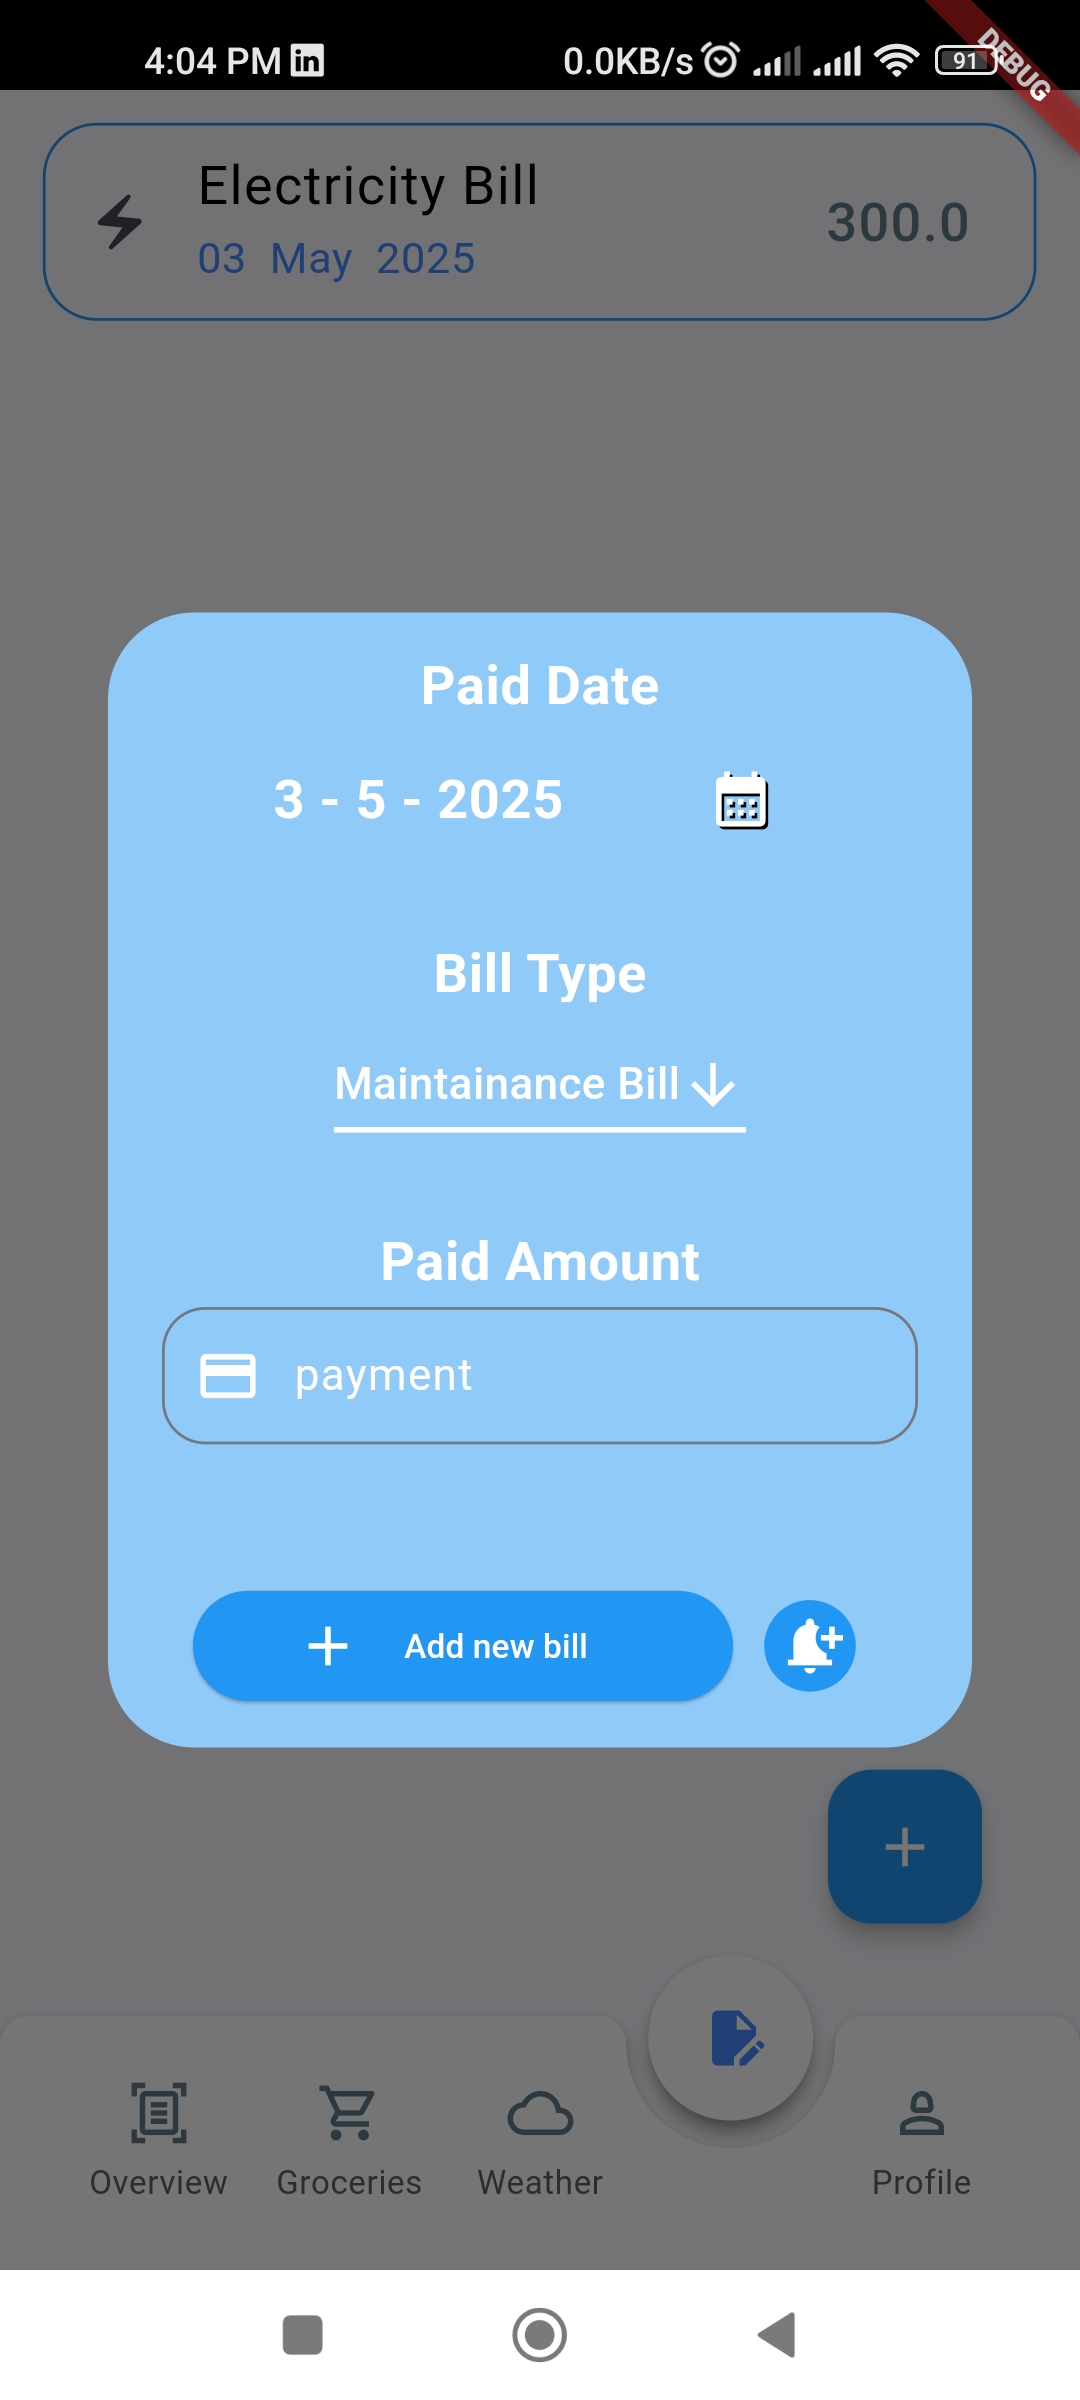 4:04 PM in 0.0KB/s 91
DEBUG
Electricity Bill
03 May 2025
300.0
Paid Date
3 - 5 - 2025
Bill Type
Maintainance Bill
Paid Amount
payment
Add new bill
Overview Groceries Weather Profile